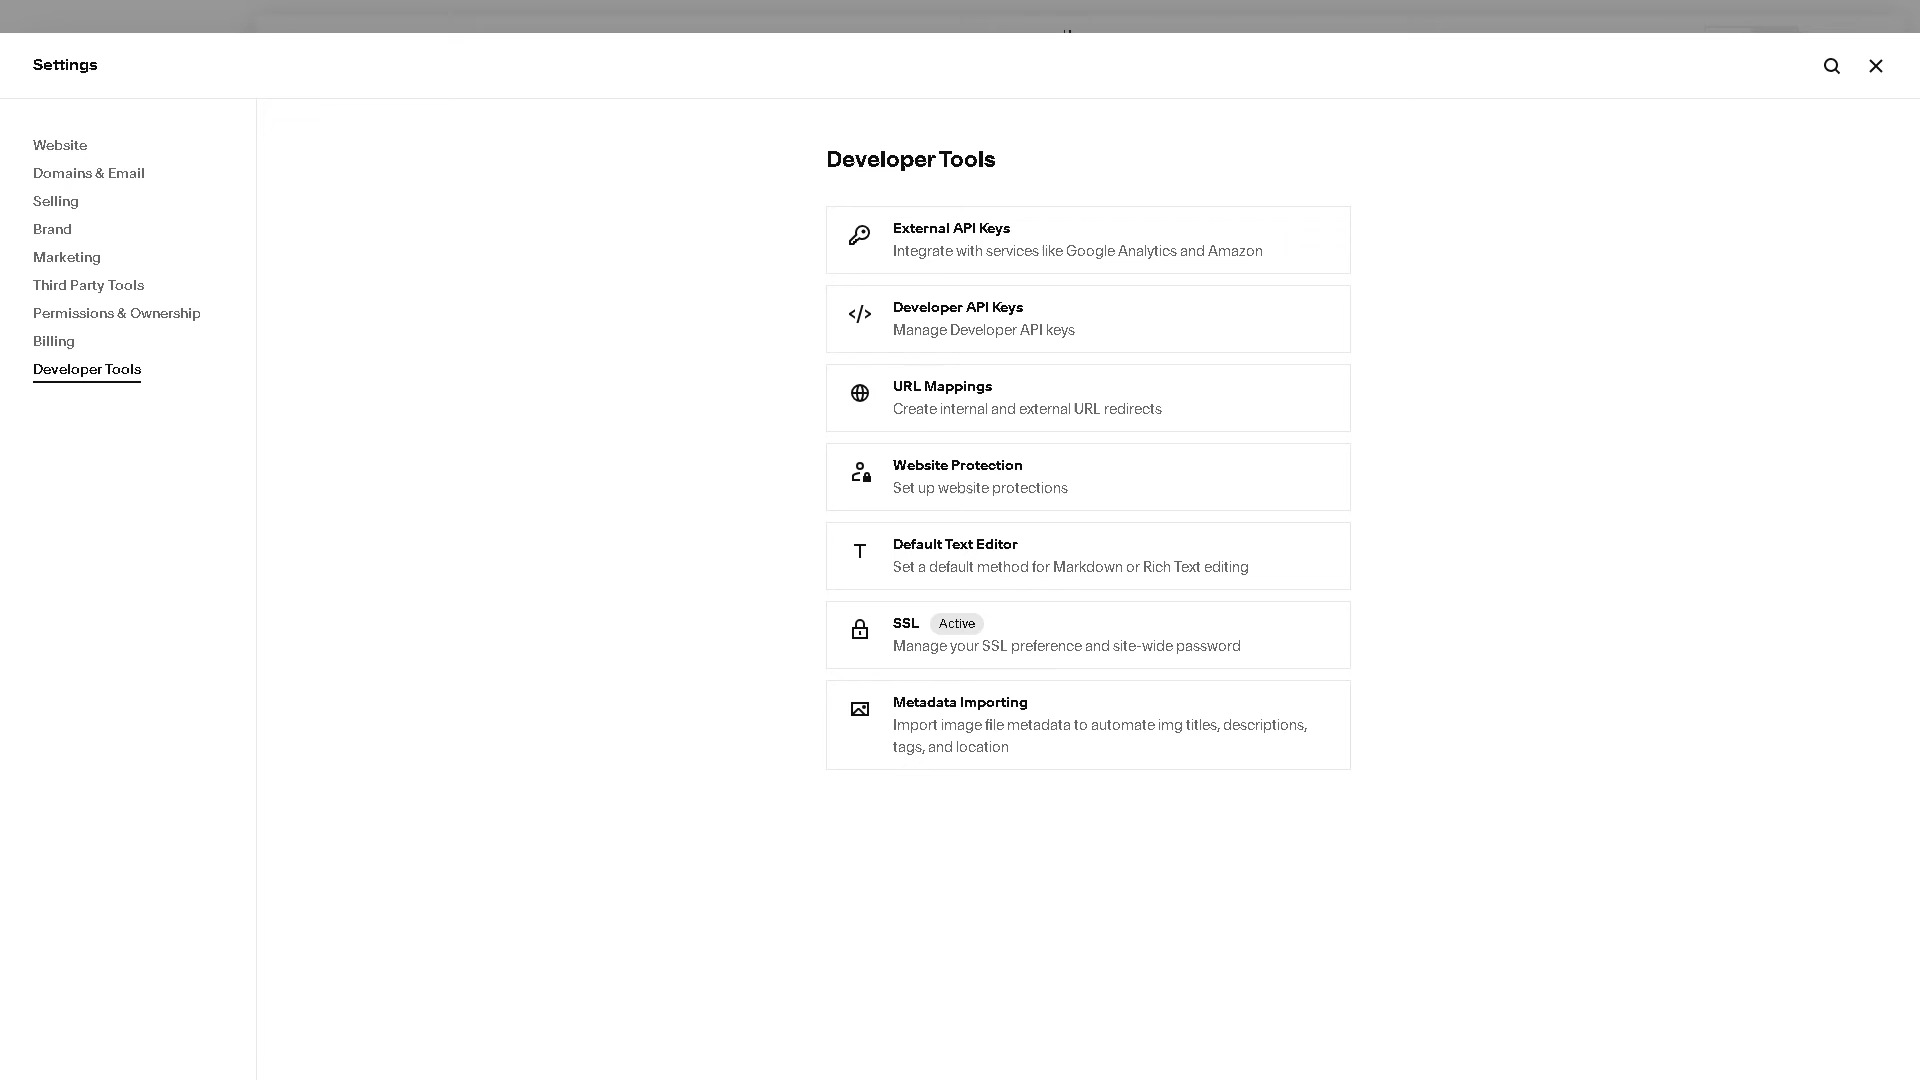 Settings
Website
Domains & Email
Selling
Brand
Marketing
Third Party Tools
Permissions & Ownership
Billing
Developer Tools
Developer Tools
External API Keys
Integrate with services like Google Analytics and Amazon
Developer API Keys
Manage Developer API keys
URL Mappings
Create internal and external URL redirects
Website Protection
Set up website protections
Default Text Editor
Set a default method for Markdown or Rich Text editing
SSL Active
Manage your SSL preference and site-wide password
Metadata Importing
Import image file metadata to automate img titles, descriptions,
tags, and location